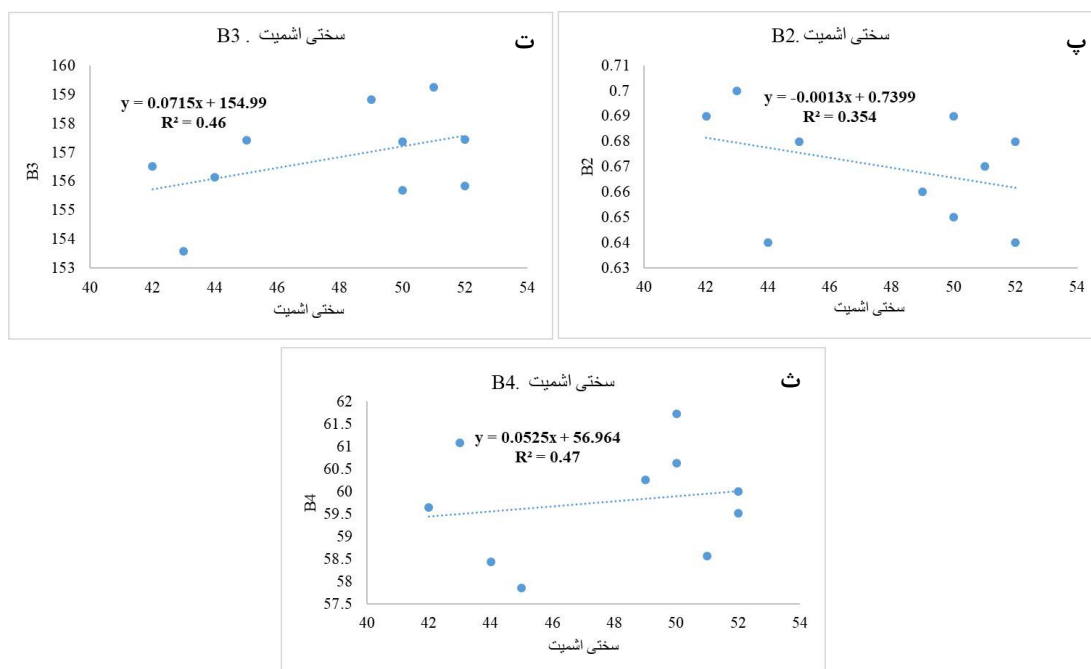 ت
سختی اشمیت . B3
160
159
158
157
156
155
154
153
B3
y = 0.0715x + 154.99
R² = 0.46
40 42 44 46 48 50 52 54
سختی اشمیت
پ
سختی اشمیت .B2
0.71
0.7
0.69
0.68
0.67
0.66
0.65
0.64
0.63
B2
y = -0.0013x + 0.7399
R² = 0.354
40 42 44 46 48 50 52 54
سختی اشمیت
ث
سختی اشمیت .B4
62
61.5
61
60.5
60
59.5
59
58.5
58
57.5
B4
y = 0.0525x + 56.964
R² = 0.47
40 42 44 46 48 50 52 54
سختی اشمیت